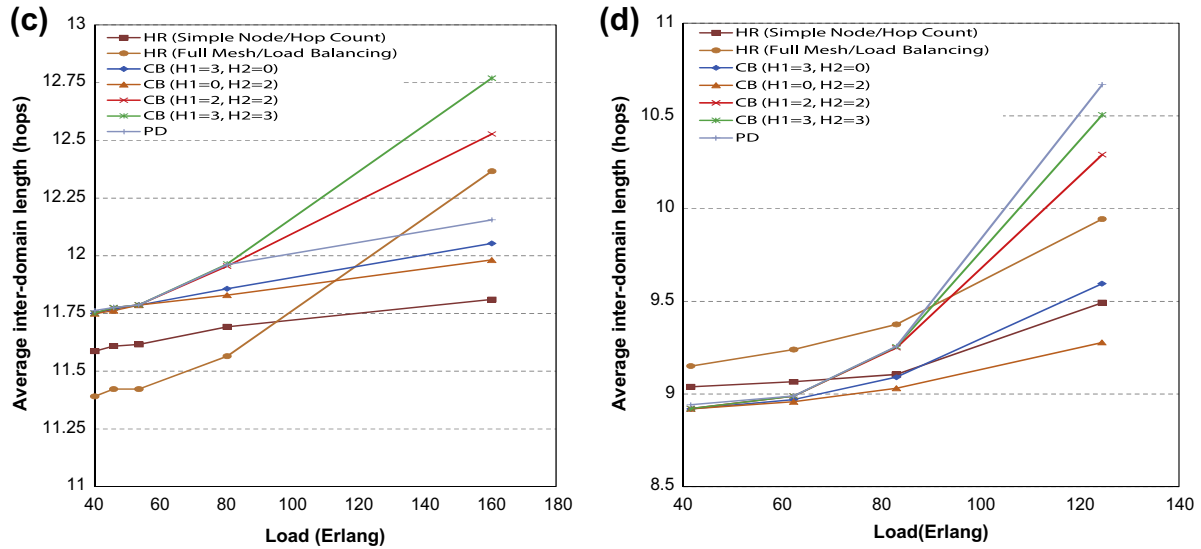 (c)
13
12.75
12.5
12.25
12
11.75
11.5
11.25
11
Average inter-domain length (hops)
HR (Simple Node/Hop Count)
HR (Full Mesh/Load Balancing)
CB (H1=3, H2=0)
CB (H1=0, H2=2)
CB (H1=2, H2=2)
CB (H1=3, H2=3)
PD
40 60 80 100 120 140 160 180
Load (Erlang)
(d)
11
10.5
10
9.5
9
8.5
Average inter-domain length (hops)
HR (Simple Node/Hop Count)
HR (Full Mesh/Load Balancing)
CB (H1=3, H2=0)
CB (H1=0, H2=2)
CB (H1=2, H2=2)
CB (H1=3, H2=3)
PD
40 60 80 100 120 140
Load(Erlang)